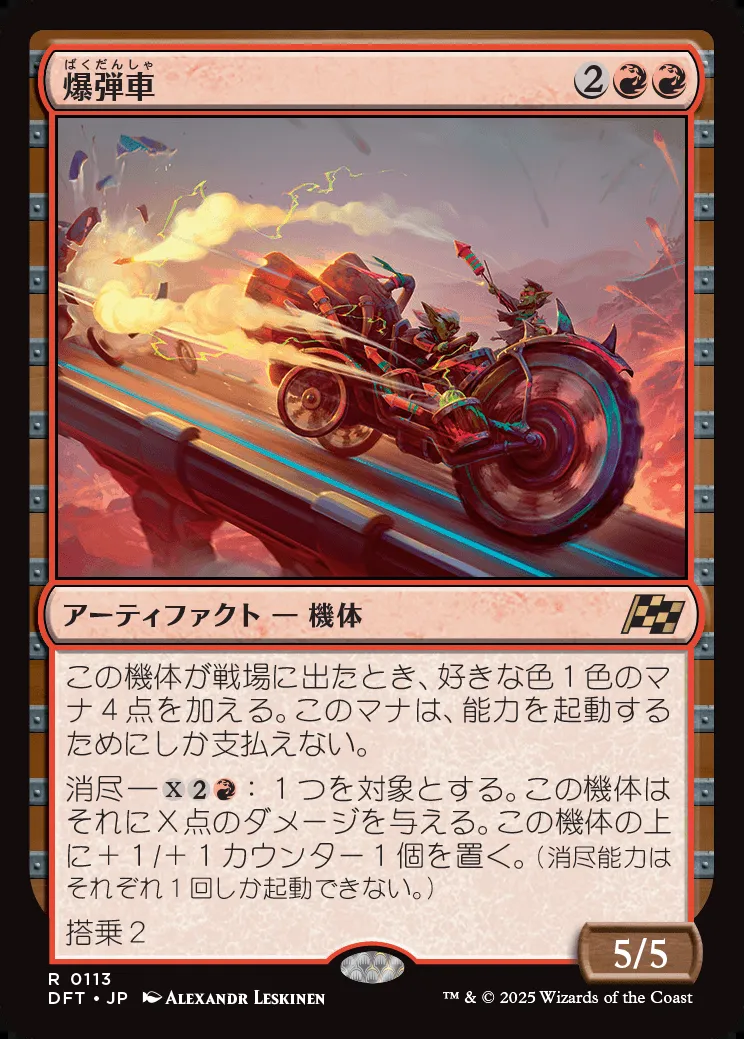 ばくだんしゃ
爆弾車 2
アーティファクト ― 機体
この機体が戦場に出たとき、好きな色1色のマ
ナ4点を加える。このマナは、能力を起動する
ためにしか支払えない。
消尽―X2：1つを対象とする。この機体は
それにX点のダメージを与える。この機体の上
に＋1/＋1カウンター1個を置く。（消尽能力は
それぞれ1回しか起動できない。）
搭乗2
5/5
R 0113
DFT • JP ALEXANDR LESKINEN
™ & © 2025 Wizards of the Coast